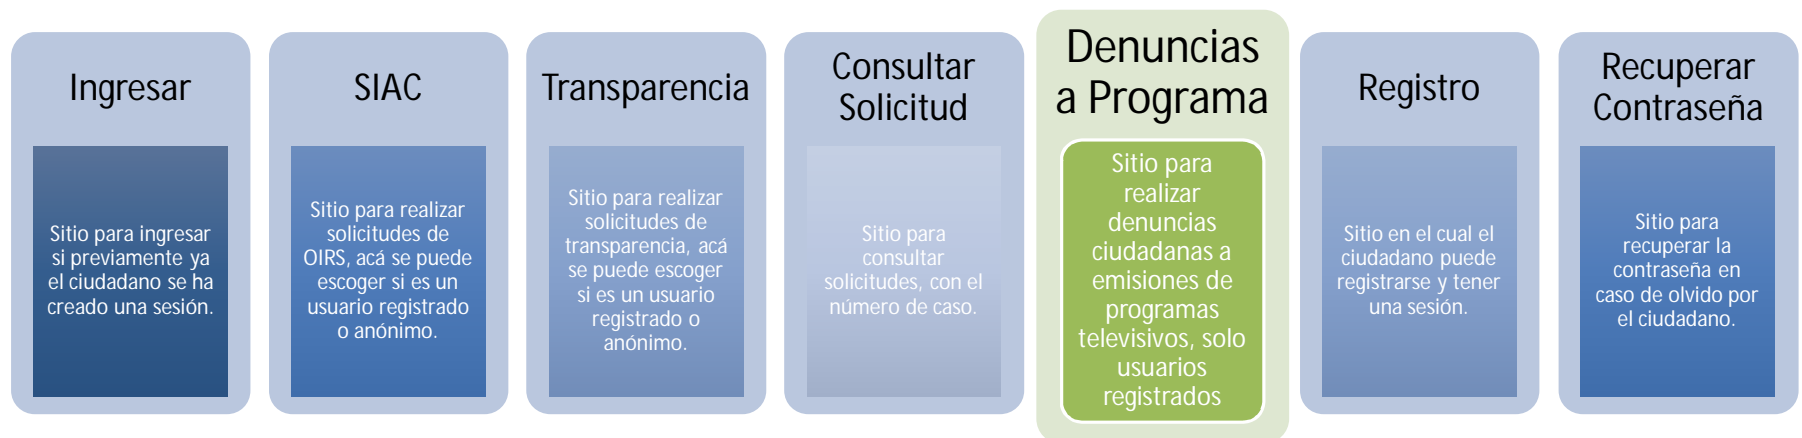 Ingresar
Sitio para ingresar
si previamente ya
el ciudadano se ha
creado una sesión.
SIAC
Sitio para realizar
solicitudes de
OIRS, acá se puede
escoger si es un
usuario registrado
o anónimo.
Transparencia
Sitio para realizar
solicitudes de
transparencia, acá
se puede escoger
si es un usuario
registrado o
anónimo.
Consultar
Solicitud
Sitio para
consultar
solicitudes, con el
número de caso.
Denuncias
a Programa
Sitio para
realizar
denuncias
ciudadanas a
emisiones de
programas
televisivos, solo
usuarios
registrados
Registro
Sitio en el cual el
ciudadano puede
registrarse y tener
una sesión.
Recuperar
Contraseña
Sitio para
recuperar la
contraseña en
caso de olvido por
el ciudadano.